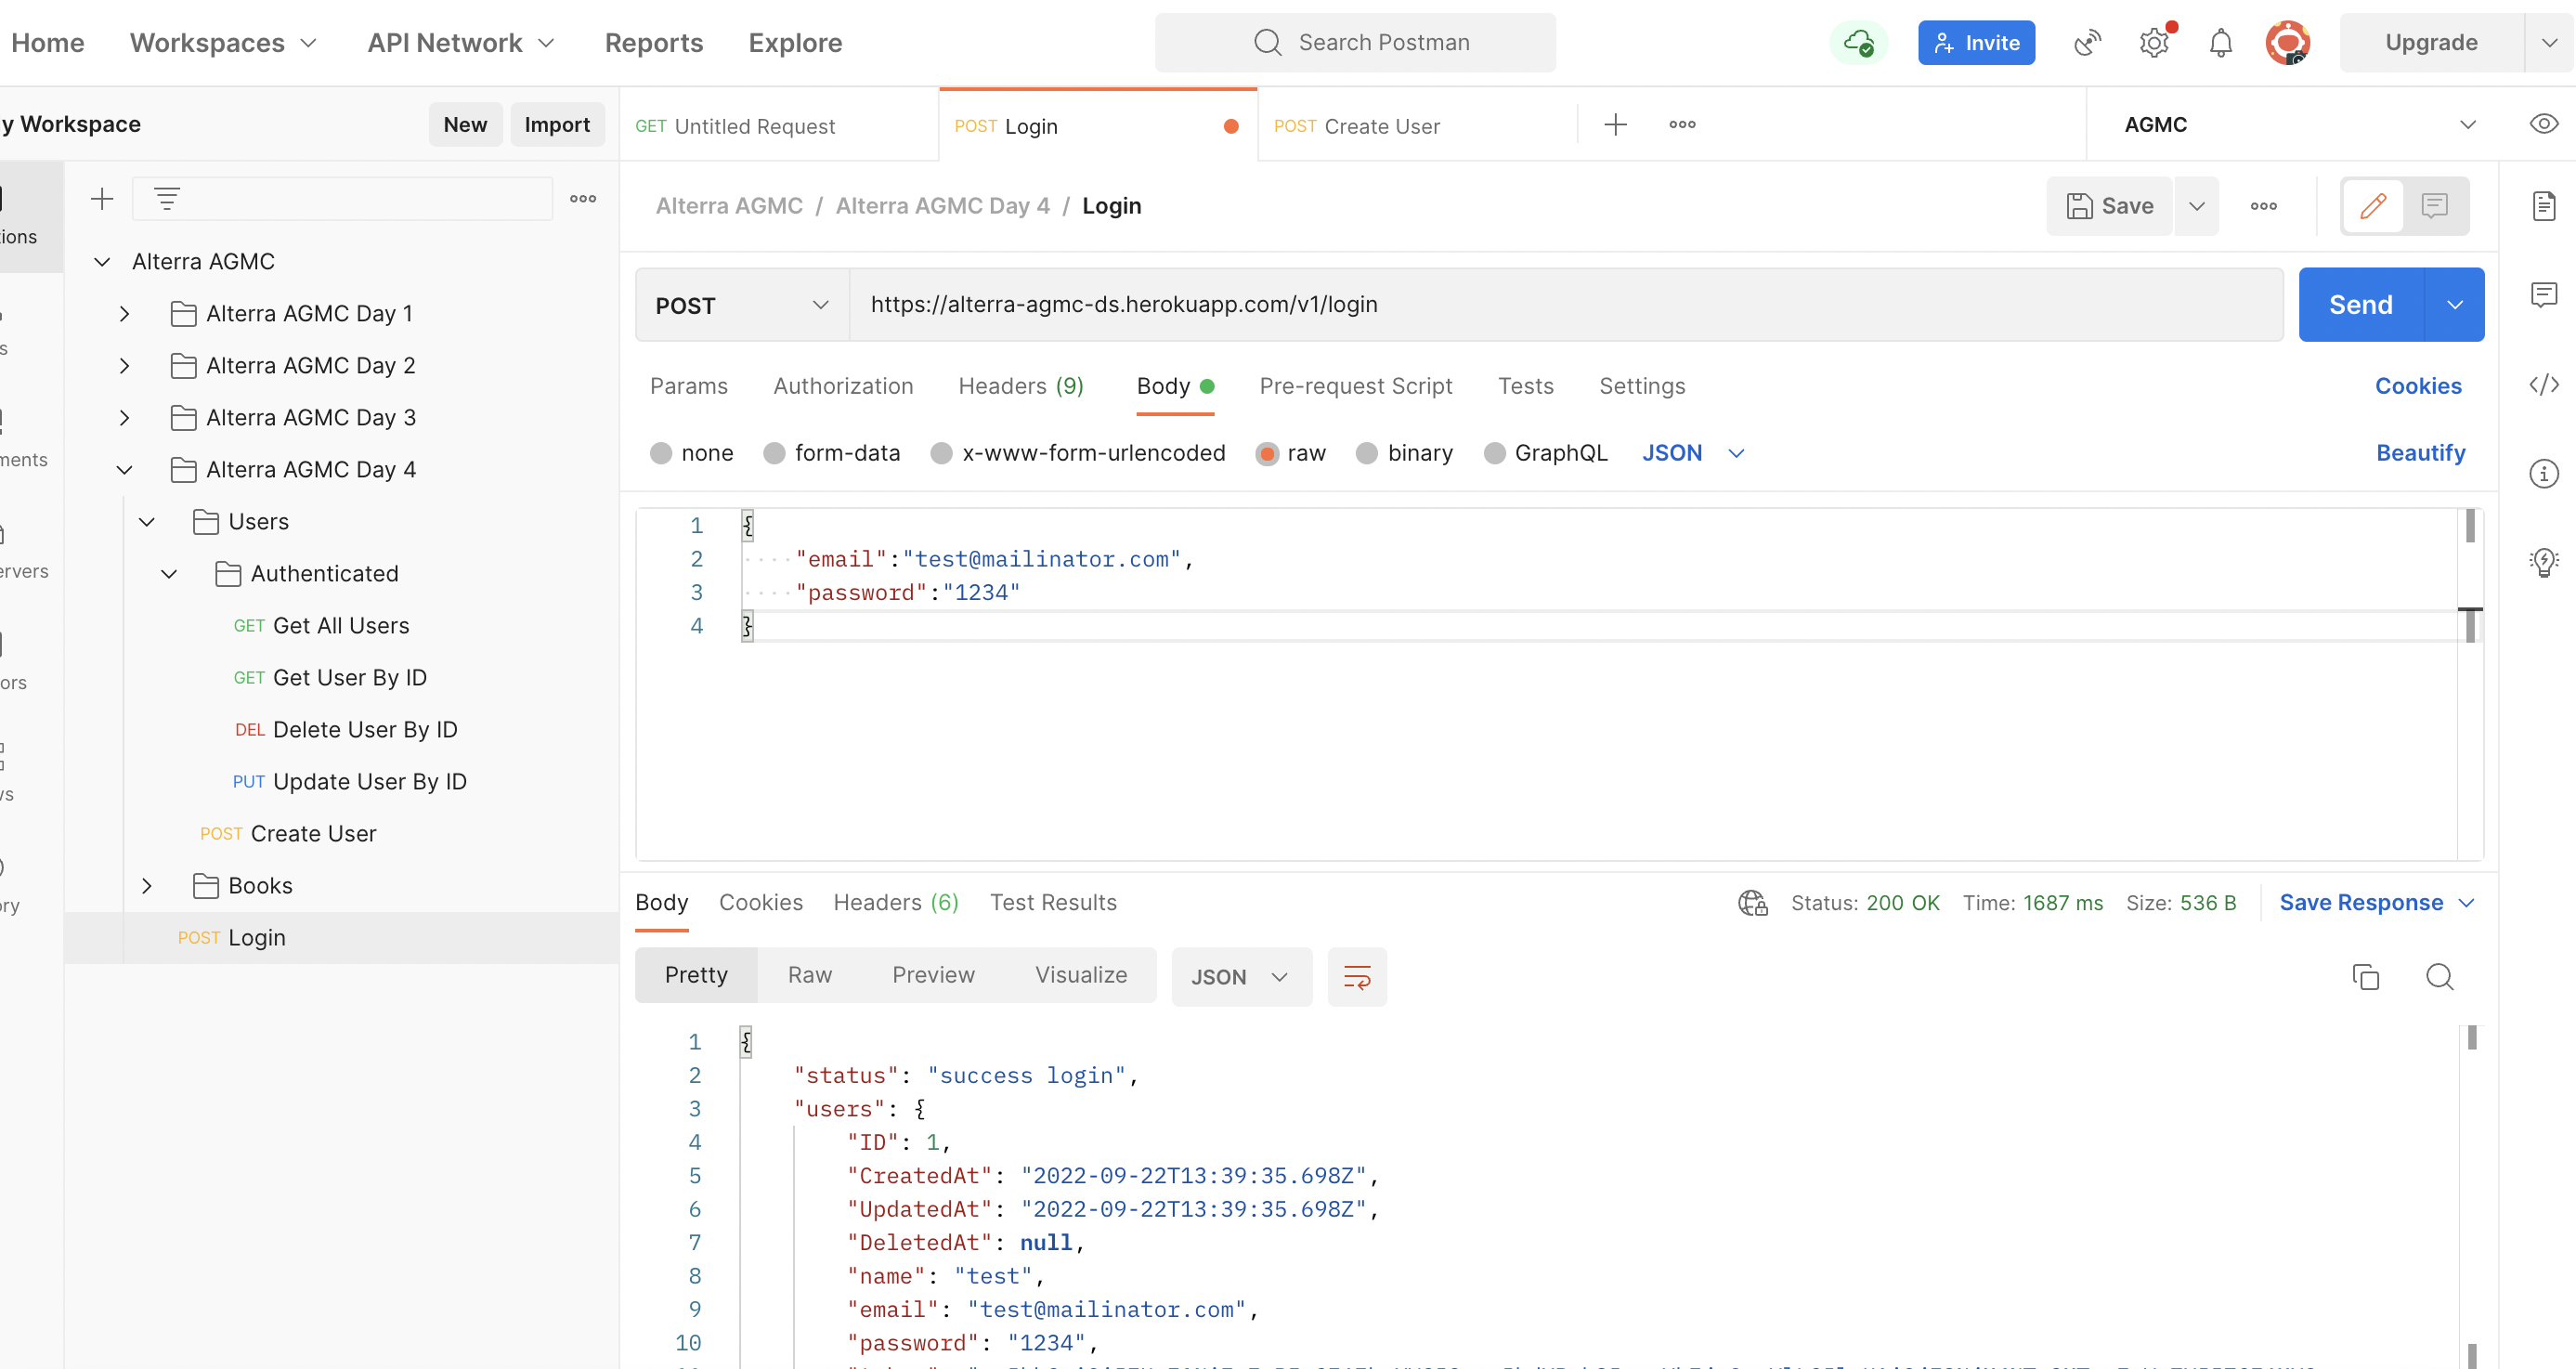 Home Workspaces API Network Reports Explore Search Postman Invite Upgrade
y Workspace New Import GET Untitled Request POST Login POST Create User AGMC
Alterra AGMC / Alterra AGMC Day 4 / Login Save
Alterra AGMC
Alterra AGMC Day 1
Alterra AGMC Day 2
Alterra AGMC Day 3
Alterra AGMC Day 4
Users
Authenticated
GET Get All Users
GET Get User By ID
DEL Delete User By ID
PUT Update User By ID
POST Create User
Books
POST Login
POST https://alterra-agmc-ds.herokuapp.com/v1/login Send
Params Authorization Headers (9) Body Pre-request Script Tests Settings Cookies
none form-data x-www-form-urlencoded raw binary GraphQL JSON Beautify
1 {
2 "email":"test@mailinator.com",
3 "password":"1234"
4 }
Body Cookies Headers (6) Test Results Status: 200 OK Time: 1687 ms Size: 536 B Save Response
Pretty Raw Preview Visualize JSON
1 {
2 "status": "success login",
3 "users": {
4 "ID": 1,
5 "CreatedAt": "2022-09-22T13:39:35.698Z",
6 "UpdatedAt": "2022-09-22T13:39:35.698Z",
7 "DeletedAt": null,
8 "name": "test",
9 "email": "test@mailinator.com",
10 "password": "1234",